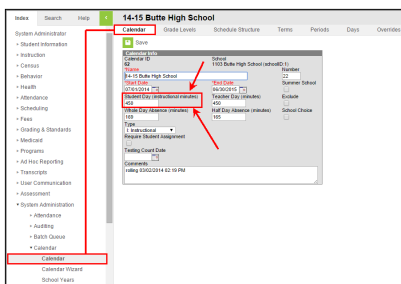 Index Search Help <
14-15 Butte High School
Calendar Grade Levels Schedule Structure Terms Periods Days Overrides
Save
System Administrator
Student Information
Instruction
Census
Behavior
Health
Attendance
Scheduling
Fees
Grading & Standards
Medicaid
Programs
Ad Hoc Reporting
Transcripts
User Communication
Assessment
System Administration
Attendance
Auditing
Batch Queue
Calendar
Calendar
Calendar Wizard
School Years
Calendar Info
Calendar ID School
62 1103 Butte High School (schoolID:1)
*Name Number
14-15 Butte High School 22
*Start Date *End Date Summer School
07/01/2014 06/30/2015
Student Day (instructional minutes) Teacher Day (minutes) Exclude
450 450
Whole Day Absence (minutes) Half Day Absence (minutes) School Choice
169 165
Type
I: Instructional
Require Student Assignment
Testing Count Date
Comments
rolling 03/02/2014 02:19 PM